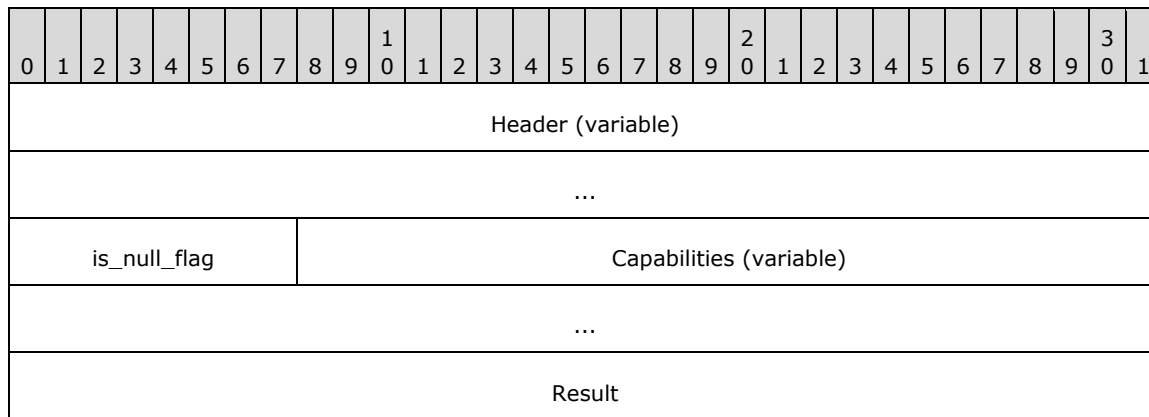 1 2 3
0 1 2 3 4 5 6 7 8 9 0 1 2 3 4 5 6 7 8 9 0 1 2 3 4 5 6 7 8 9 0 1
Header (variable)
...
is_null_flag Capabilities (variable)
...
Result